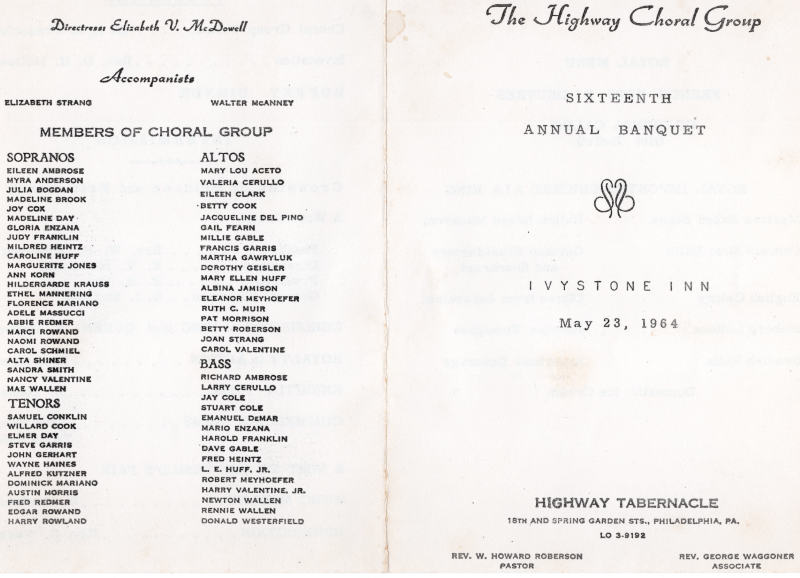 Directress: Elizabeth V. McDowell
Accompanists
ELIZABETH STRANG
WALTER McANNEY
MEMBERS OF CHORAL GROUP
SOPRANOS
EILEEN AMBROSE
MYRA ANDERSON
JULIA BOGDAN
MADELINE BROOK
JOY COX
MADELINE DAY
GLORIA ENZANA
JUDY FRANKLIN
MILDRED HEINTZ
CAROLINE HUFF
MARGUERITE JONES
ANN KORN
HILDERGARDE KRAUSS
ETHEL MANNERING
FLORENCE MARIANO
ADELE MASSUCCI
ABBIE REDMER
MARCI ROWAND
NAOMI ROWAND
CAROL SCHMIEL
ALTA SHINER
SANDRA SMITH
NANCY VALENTINE
MAE WALLEN
TENORS
SAMUEL CONKLIN
WILLARD COOK
ELMER DAY
STEVE GARRIS
JOHN GERHART
WAYNE HAINES
ALFRED KUTZNER
DOMINICK MARIANO
AUSTIN MORRIS
FRED REDMER
EDGAR ROWAND
HARRY ROWLAND
ALTOS
MARY LOU ACETO
VALERIA CERULLO
EILEEN CLARK
BETTY COOK
JACQUELINE DEL PINO
GAIL FEARN
MILLIE GABLE
FRANCIS GARRIS
MARTHA GAWRYLUK
DOROTHY GEISLER
MARY ELLEN HUFF
ALBINA JAMISON
ELEANOR MEYHOEFER
RUTH C. MUIR
PAT MORRISON
BETTY ROBERSON
JOAN STRANG
CAROL VALENTINE
BASS
RICHARD AMBROSE
LARRY CERULLO
JAY COLE
STUART COLE
EMANUEL DeMAR
MARIO ENZANA
HAROLD FRANKLIN
DAVE GABLE
FRED HEINTZ
L. E. HUFF, JR.
ROBERT MEYHOEFER
HARRY VALENTINE, JR.
NEWTON WALLEN
RENNIE WALLEN
DONALD WESTERFIELD
The Highway Choral Group
SIXTEENTH
ANNUAL BANQUET
IVYSTONE INN
May 23, 1964
HIGHWAY TABERNACLE
18TH AND SPRING GARDEN STS., PHILADELPHIA, PA.
LO 3-9192
REV. W. HOWARD ROBERSON
PASTOR
REV. GEORGE WAGGONER
ASSOCIATE